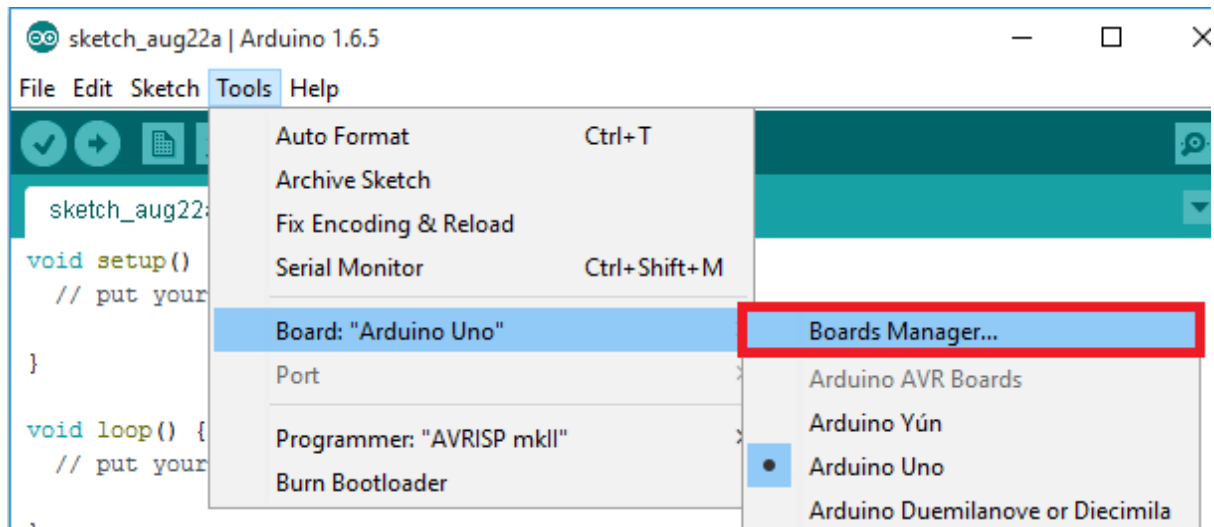 sketch_aug22a | Arduino 1.6.5
File Edit Sketch Tools Help
Auto Format Ctrl+T
Archive Sketch
sketch_aug22
Fix Encoding & Reload
void setup()
Serial Monitor Ctrl+Shift+M
// put your
Board: "Arduino Uno"
Boards Manager...
}
Port
Arduino AVR Boards
Arduino Yún
void loop() {
Programmer: "AVRISP mkII"
// put your
Arduino Uno
Burn Bootloader
Arduino Duemilanove or Diecimila